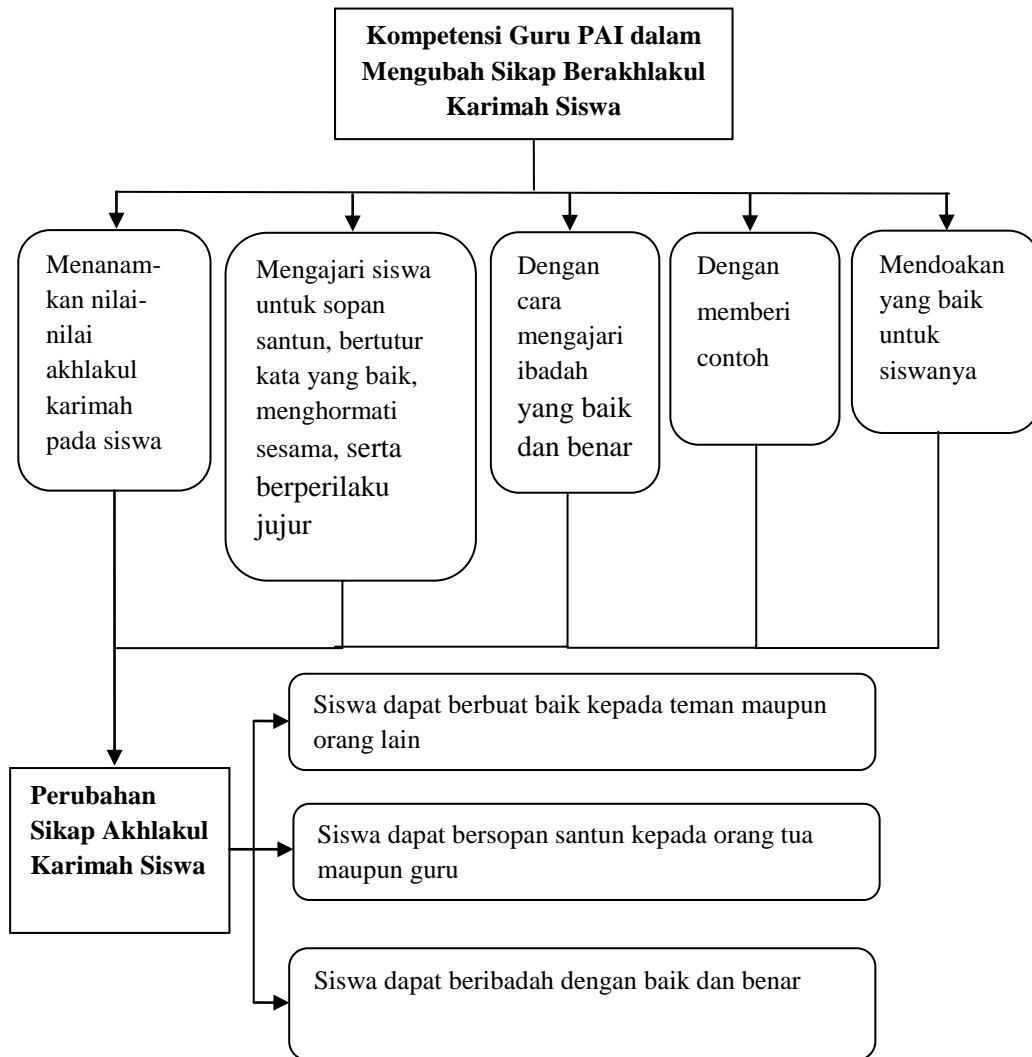 Kompetensi Guru PAI dalam
Mengubah Sikap Berakhlakul
Karimah Siswa
Menanam-
kan nilai-
nilai
akhlakul
karimah
pada siswa
Mengajari siswa
untuk sopan
santun, bertutur
kata yang baik,
menghormati
sesama, serta
berperilaku
jujur
Dengan
cara
mengajari
ibadah
yang baik
dan benar
Dengan
memberi
contoh
Mendoakan
yang baik
untuk
siswanya
Siswa dapat berbuat baik kepada teman maupun
orang lain
Perubahan
Sikap Akhlakul
Karimah Siswa
Siswa dapat bersopan santun kepada orang tua
maupun guru
Siswa dapat beribadah dengan baik dan benar